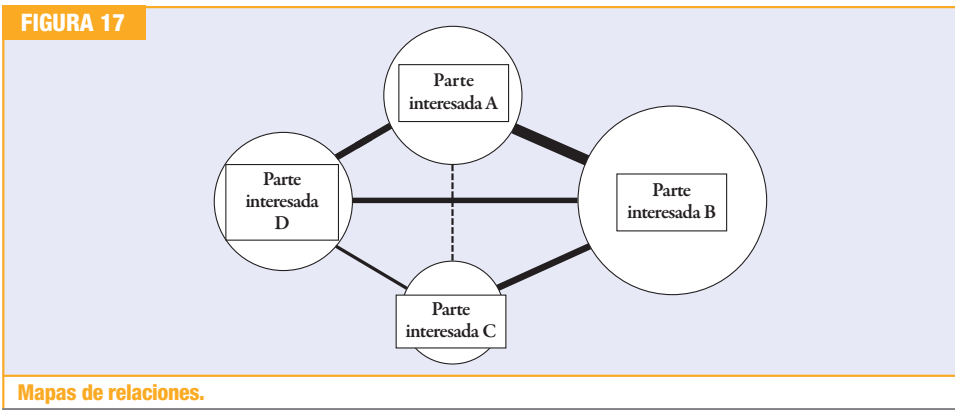 FIGURA 17
Parte
interesada A
Parte
interesada
D
Parte
interesada B
Parte
interesada C
Mapas de relaciones.